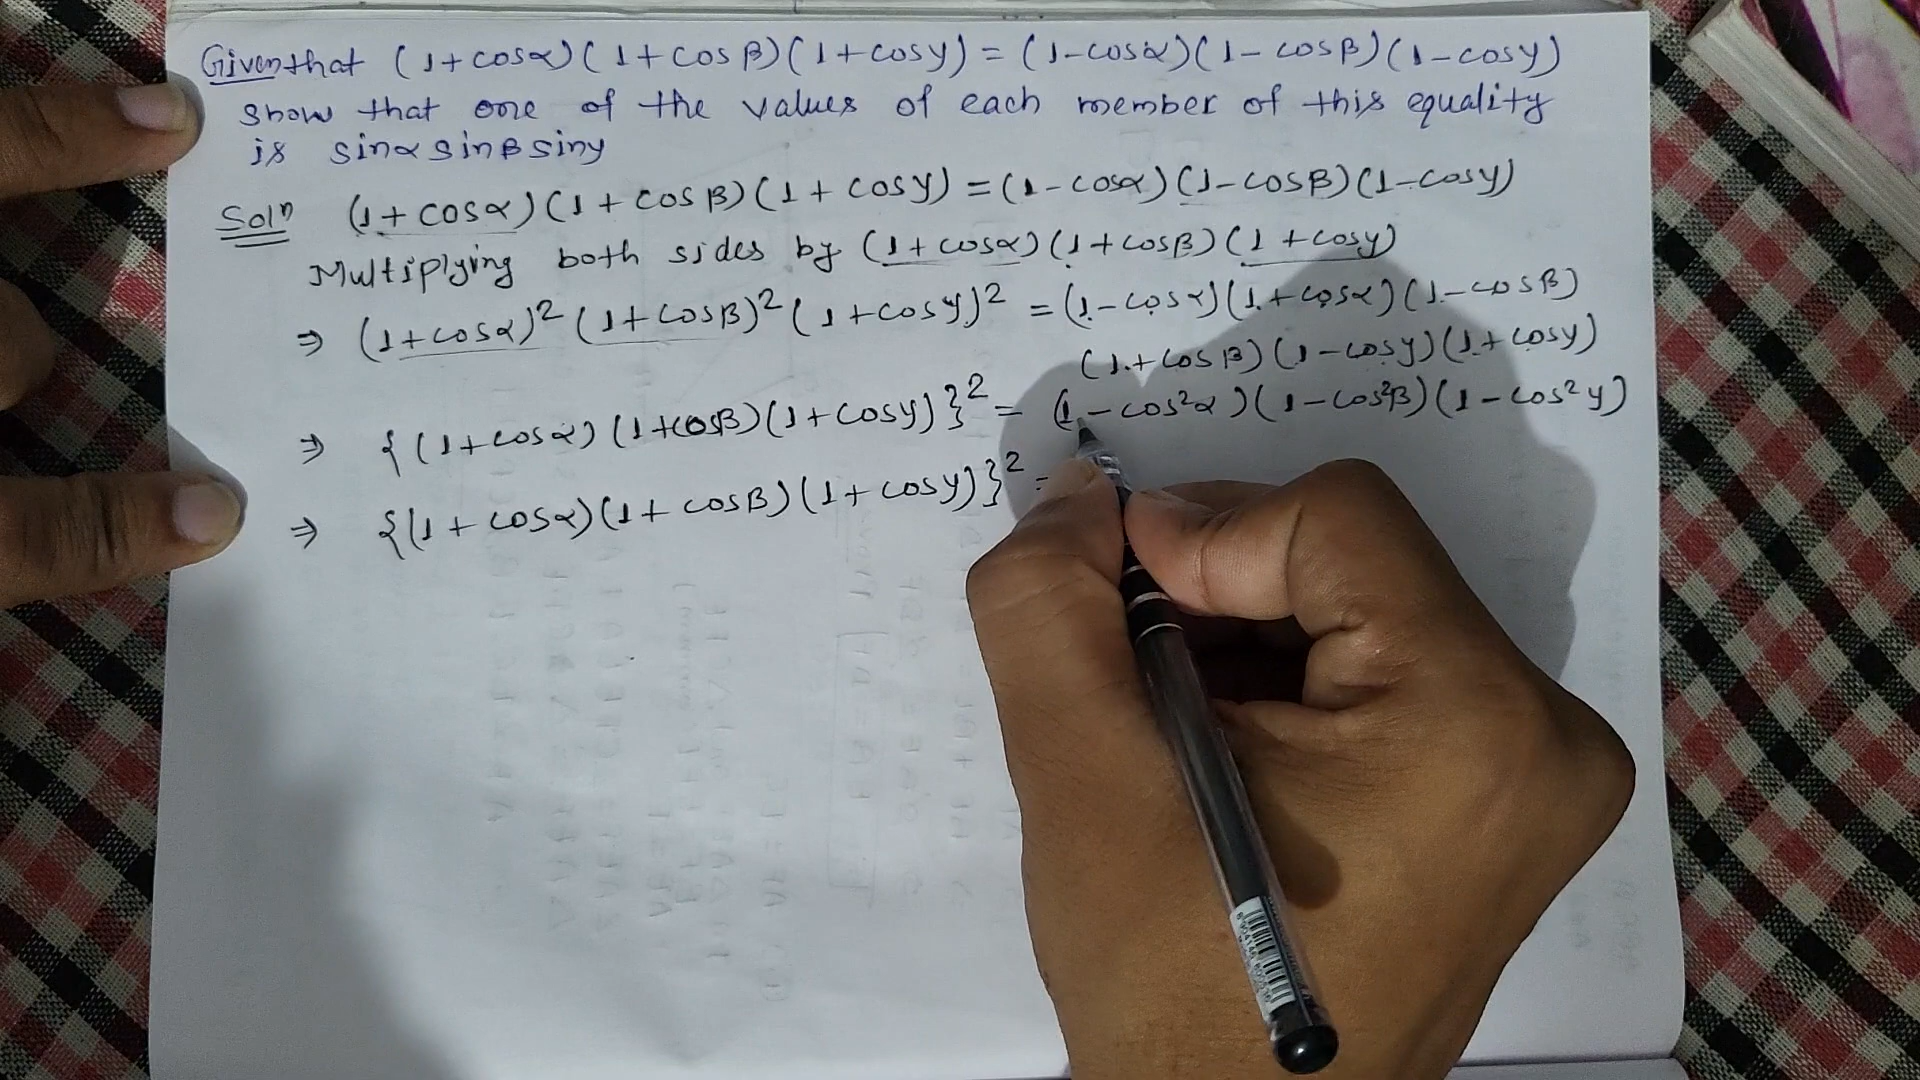 Given that (1+cosα)(1+cosβ)(1+cosy) = (1-cosα)(1-cosβ)(1-cosy)
show that one of the values of each member of this equality
is sinα sinβ siny
Solⁿ (1+cosα)(1+cosβ)(1+cosy) = (1-cosα)(1-cosβ)(1-cosy)
Multiplying both sides by (1+cosα)(1+cosβ)(1+cosy)
⇒ (1+cosα)² (1+cosβ)² (1+cosy)² = (1-cosα)(1+cosα)(1-cosβ)
(1+cosβ)(1-cosy)(1+cosy)
⇒ {(1+cosα)(1+cosβ)(1+cosy)}² = (1-cos²α)(1-cos²β)(1-cos²y)
⇒ {(1+cosα)(1+cosβ)(1+cosy)}² =